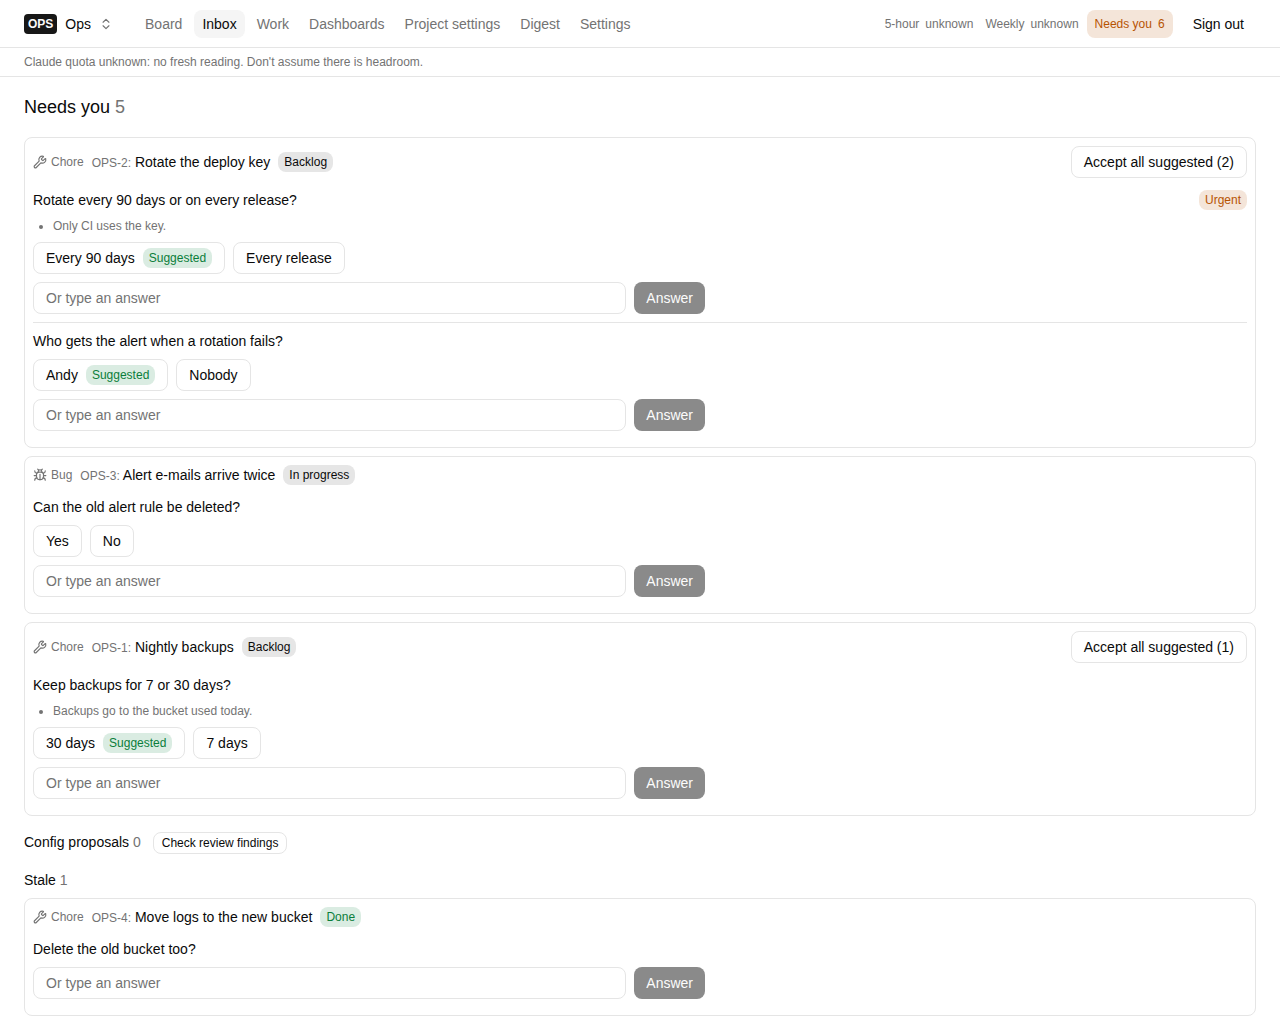 OPS Ops Board Inbox Work Dashboards Project settings Digest Settings 5-hour unknown Weekly unknown Needs you 6 Sign out
Claude quota unknown: no fresh reading. Don't assume there is headroom.
Needs you 5
Chore OPS-2: Rotate the deploy key Backlog Accept all suggested (2)
Rotate every 90 days or on every release? Urgent
• Only CI uses the key.
Every 90 days Suggested Every release
Or type an answer Answer
Who gets the alert when a rotation fails?
Andy Suggested Nobody
Or type an answer Answer
Bug OPS-3: Alert e-mails arrive twice In progress
Can the old alert rule be deleted?
Yes No
Or type an answer Answer
Chore OPS-1: Nightly backups Backlog Accept all suggested (1)
Keep backups for 7 or 30 days?
• Backups go to the bucket used today.
30 days Suggested 7 days
Or type an answer Answer
Config proposals 0 Check review findings
Stale 1
Chore OPS-4: Move logs to the new bucket Done
Delete the old bucket too?
Or type an answer Answer